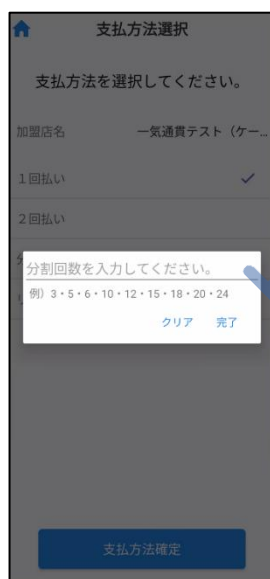 支払方法選択
支払方法を選択してください。
加盟店名 一気通貫テスト（ケー...
1回払い
2回払い
分割回数を入力してください。
例）3・5・6・10・12・15・18・20・24
クリア 完了
支払方法確定